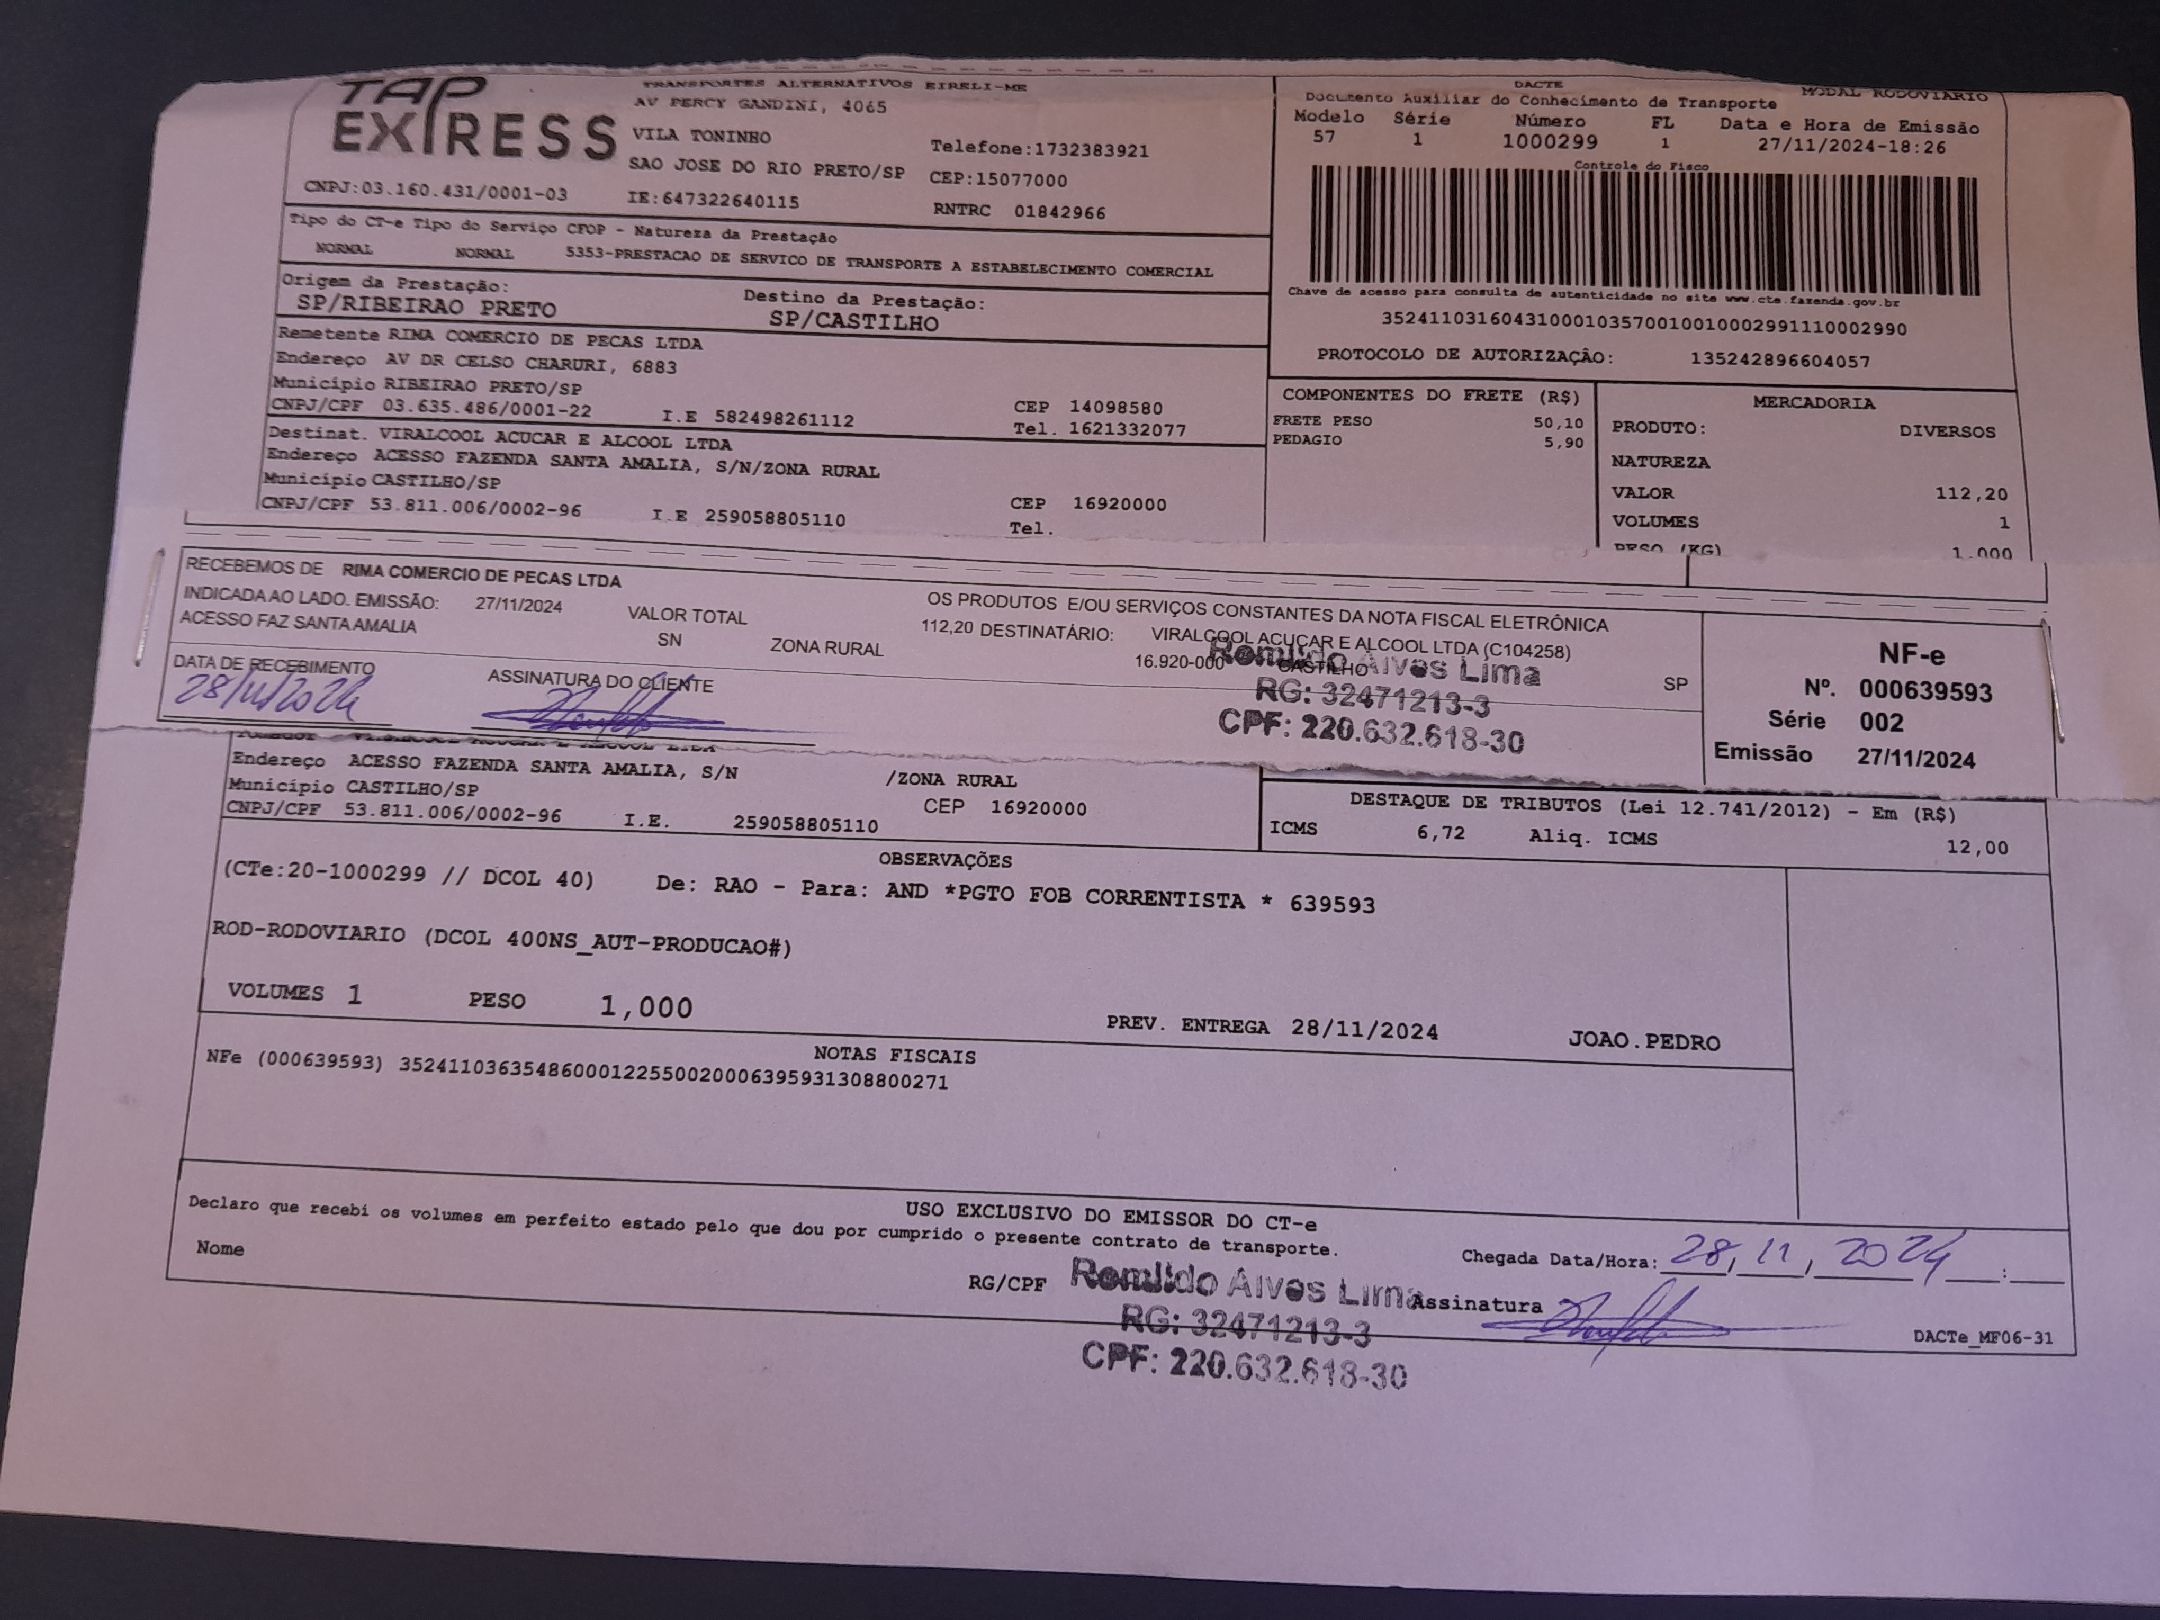 TAP EXPRESS
TRANSPORTES ALTERNATIVOS EIRELI-ME
AV PERCY GANDINI, 4065
VILA TONINHO
Telefone:1732383921
SAO JOSE DO RIO PRETO/SP CEP:15077000
CNPJ:03.160.431/0001-03 IE:647322640115 RNTRC 01842966
DACTE MODAL RODOVIARIO
Documento Auxiliar do Conhecimento de Transporte
Modelo Série Número FL Data e Hora de Emissão
57 1 1000299 1 27/11/2024-18:26
Controle do Fisco
Chave de acesso para consulta de autenticidade no site www.cte.fazenda.gov.br
35241103160431000103570010010002991110002990
PROTOCOLO DE AUTORIZAÇÃO: 135242896604057
Tipo do CT-e Tipo do Serviço CFOP - Natureza da Prestação
NORMAL NORMAL 5353-PRESTACAO DE SERVICO DE TRANSPORTE A ESTABELECIMENTO COMERCIAL
Origem da Prestação: Destino da Prestação:
SP/RIBEIRAO PRETO SP/CASTILHO
Remetente RIMA COMERCIO DE PECAS LTDA
Endereço AV DR CELSO CHARURI, 6883
Município RIBEIRAO PRETO/SP CEP 14098580
CNPJ/CPF 03.635.486/0001-22 I.E 582498261112 Tel. 1621332077
Destinat. VIRALCOOL ACUCAR E ALCOOL LTDA
Endereço ACESSO FAZENDA SANTA AMALIA, S/N/ZONA RURAL
Município CASTILHO/SP CEP 16920000
CNPJ/CPF 53.811.006/0002-96 I.E 259058805110 Tel.
COMPONENTES DO FRETE (R$)
FRETE PESO 50,10
PEDAGIO 5,90
MERCADORIA
PRODUTO: DIVERSOS
NATUREZA
VALOR 112,20
VOLUMES 1
PESO (KG) 1.000
RECEBEMOS DE RIMA COMERCIO DE PECAS LTDA OS PRODUTOS E/OU SERVIÇOS CONSTANTES DA NOTA FISCAL ELETRÔNICA
INDICADA AO LADO. EMISSÃO: 27/11/2024 VALOR TOTAL 112,20 DESTINATÁRIO: VIRALCOOL ACUCAR E ALCOOL LTDA (C104258)
ACESSO FAZ SANTA AMALIA SN ZONA RURAL 16.920-000 CASTILHO SP
DATA DE RECEBIMENTO ASSINATURA DO CLIENTE
28/11/2024
Romildo Alves Lima
RG: 32471213-3
CPF: 220.632.618-30
NF-e
Nº. 000639593
Série 002
Emissão 27/11/2024
Tomador VIRALCOOL ACUCAR E ALCOOL LTDA
Endereço ACESSO FAZENDA SANTA AMALIA, S/N /ZONA RURAL
Município CASTILHO/SP CEP 16920000
CNPJ/CPF 53.811.006/0002-96 I.E. 259058805110
DESTAQUE DE TRIBUTOS (Lei 12.741/2012) - Em (R$)
ICMS 6,72 Aliq. ICMS 12,00
OBSERVAÇÕES
(CTe:20-1000299 // DCOL 40) De: RAO - Para: AND *PGTO FOB CORRENTISTA * 639593
ROD-RODOVIARIO (DCOL 400NS_AUT-PRODUCAO#)
VOLUMES 1 PESO 1,000 PREV. ENTREGA 28/11/2024 JOAO.PEDRO
NOTAS FISCAIS
NFe (000639593) 35241103635486000122550020006395931308800271
USO EXCLUSIVO DO EMISSOR DO CT-e
Declaro que recebi os volumes em perfeito estado pelo que dou por cumprido o presente contrato de transporte.
Nome RG/CPF Chegada Data/Hora: 28, 11, 2024 __:__
Romildo Alves Lima Assinatura
RG: 32471213-3
CPF: 220.632.618-30
DACTe_MF06-31